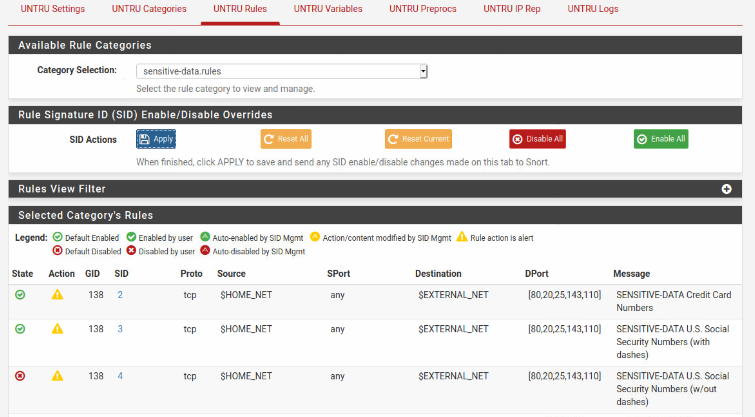 UNTRU Settings UNTRU Categories UNTRU Rules UNTRU Variables UNTRU Preprocs UNTRU IP Rep UNTRU Logs
Available Rule Categories
Category Selection: sensitive-data.rules
Select the rule category to view and manage.
Rule Signature ID (SID) Enable/Disable Overrides
SID Actions Apply Reset All Reset Current Disable All Enable All
When finished, click APPLY to save and send any SID enable/disable changes made on this tab to Snort.
Rules View Filter
Selected Category's Rules
Legend: Default Enabled Enabled by user Auto-enabled by SID Mgmt Action/content modified by SID Mgmt Rule action is alert
Default Disabled Disabled by user Auto-disabled by SID Mgmt
State Action GID SID Proto Source SPort Destination DPort Message
138 2 tcp $HOME_NET any $EXTERNAL_NET [80,20,25,143,110] SENSITIVE-DATA Credit Card
Numbers
138 3 tcp $HOME_NET any $EXTERNAL_NET [80,20,25,143,110] SENSITIVE-DATA U.S. Social
Security Numbers (with
dashes)
138 4 tcp $HOME_NET any $EXTERNAL_NET [80,20,25,143,110] SENSITIVE-DATA U.S. Social
Security Numbers (w/out
dashes)